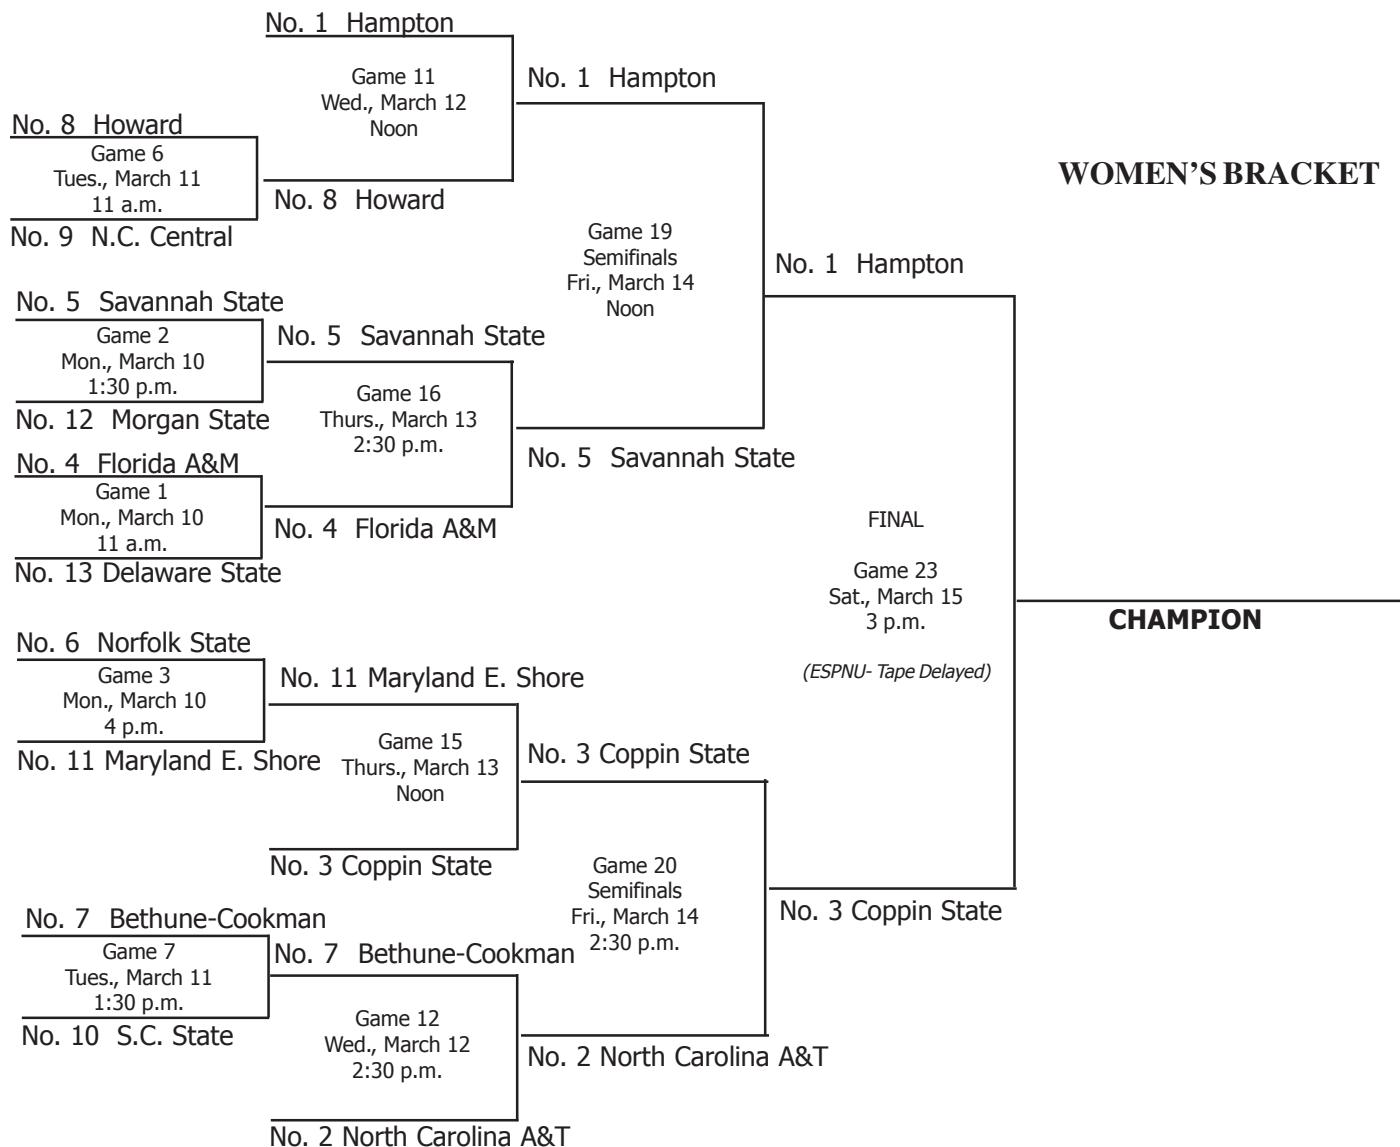 No. 1 Hampton
Game 11
Wed., March 12
Noon
No. 1 Hampton
No. 8 Howard
Game 6
Tues., March 11
11 a.m.
No. 9 N.C. Central
No. 8 Howard
WOMEN'S BRACKET
Game 19
Semifinals
Fri., March 14
Noon
No. 1 Hampton
No. 5 Savannah State
Game 2
Mon., March 10
1:30 p.m.
No. 12 Morgan State
No. 5 Savannah State
Game 16
Thurs., March 13
2:30 p.m.
No. 5 Savannah State
No. 4 Florida A&M
Game 1
Mon., March 10
11 a.m.
No. 13 Delaware State
No. 4 Florida A&M
FINAL
Game 23
Sat., March 15
3 p.m.
(ESPNU- Tape Delayed)
CHAMPION
No. 6 Norfolk State
Game 3
Mon., March 10
4 p.m.
No. 11 Maryland E. Shore
No. 11 Maryland E. Shore
Game 15
Thurs., March 13
Noon
No. 3 Coppin State
No. 3 Coppin State
Game 20
Semifinals
Fri., March 14
2:30 p.m.
No. 3 Coppin State
No. 7 Bethune-Cookman
Game 7
Tues., March 11
1:30 p.m.
No. 10 S.C. State
No. 7 Bethune-Cookman
Game 12
Wed., March 12
2:30 p.m.
No. 2 North Carolina A&T
No. 2 North Carolina A&T